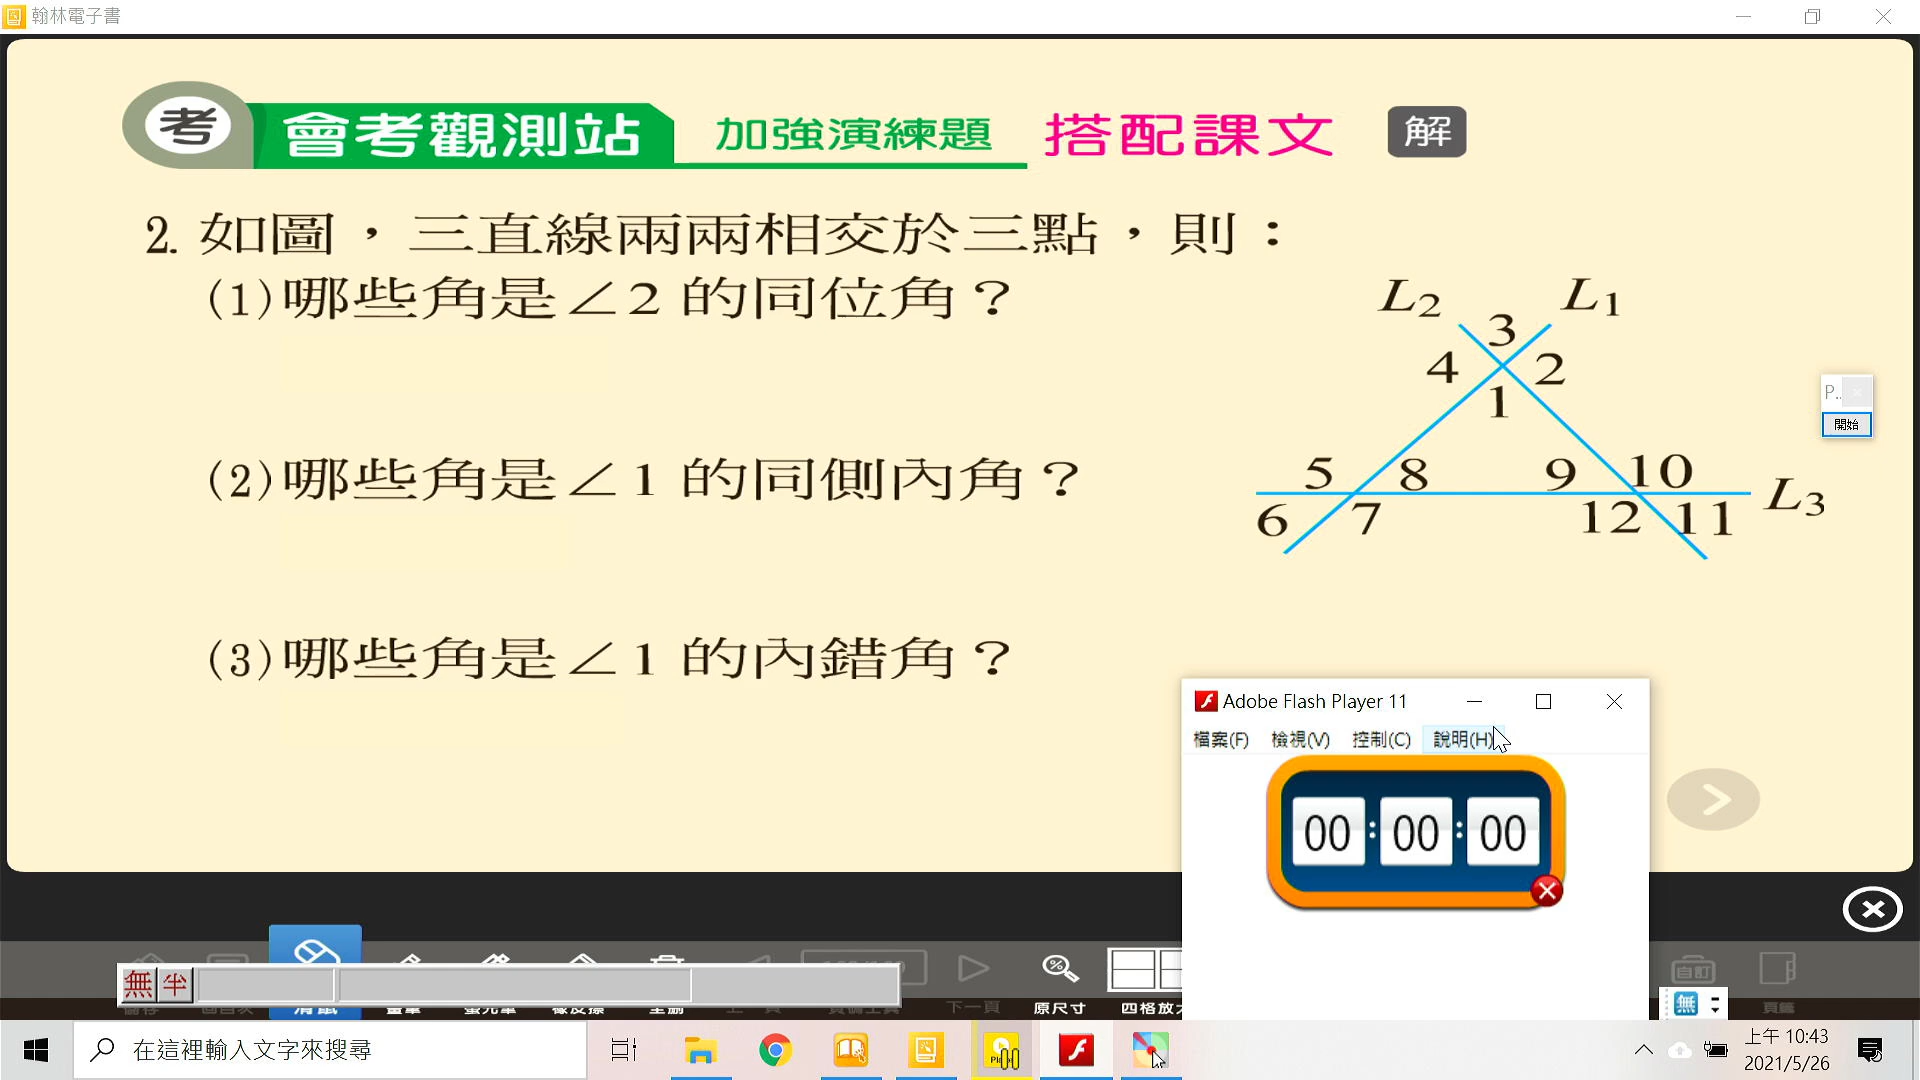 翰林電子書
考 會考觀測站 加強演練題 搭配課文 解
2. 如圖，三直線兩兩相交於三點，則：
(1)哪些角是∠2 的同位角？
(2)哪些角是∠1 的同側內角？
(3)哪些角是∠1 的內錯角？
L2 L1
3
4 2
1
5 8 9 10
L3
6 7 12 11
P..
開始
Adobe Flash Player 11
檔案(F) 檢視(V) 控制(C) 說明(H)
00:00:00
無 半
下一頁 原尺寸 四格放大
自訂 頁籤
無
在這裡輸入文字來搜尋
上午 10:43
2021/5/26